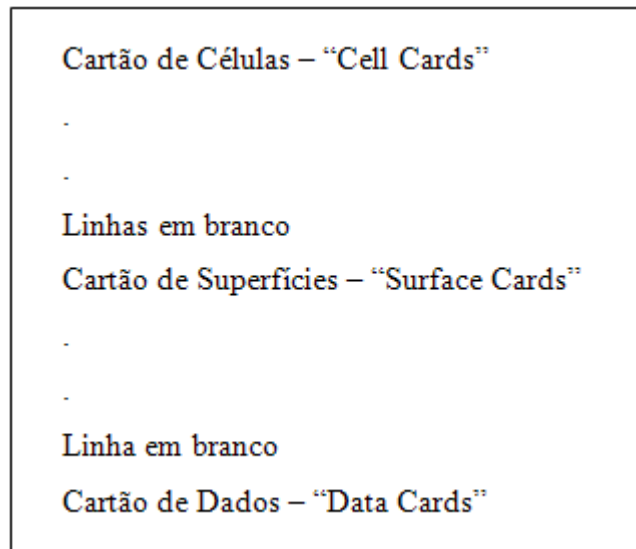 Cartão de Células – “Cell Cards”
.
.
Linhas em branco
Cartão de Superfícies – “Surface Cards”
.
.
Linha em branco
Cartão de Dados – “Data Cards”